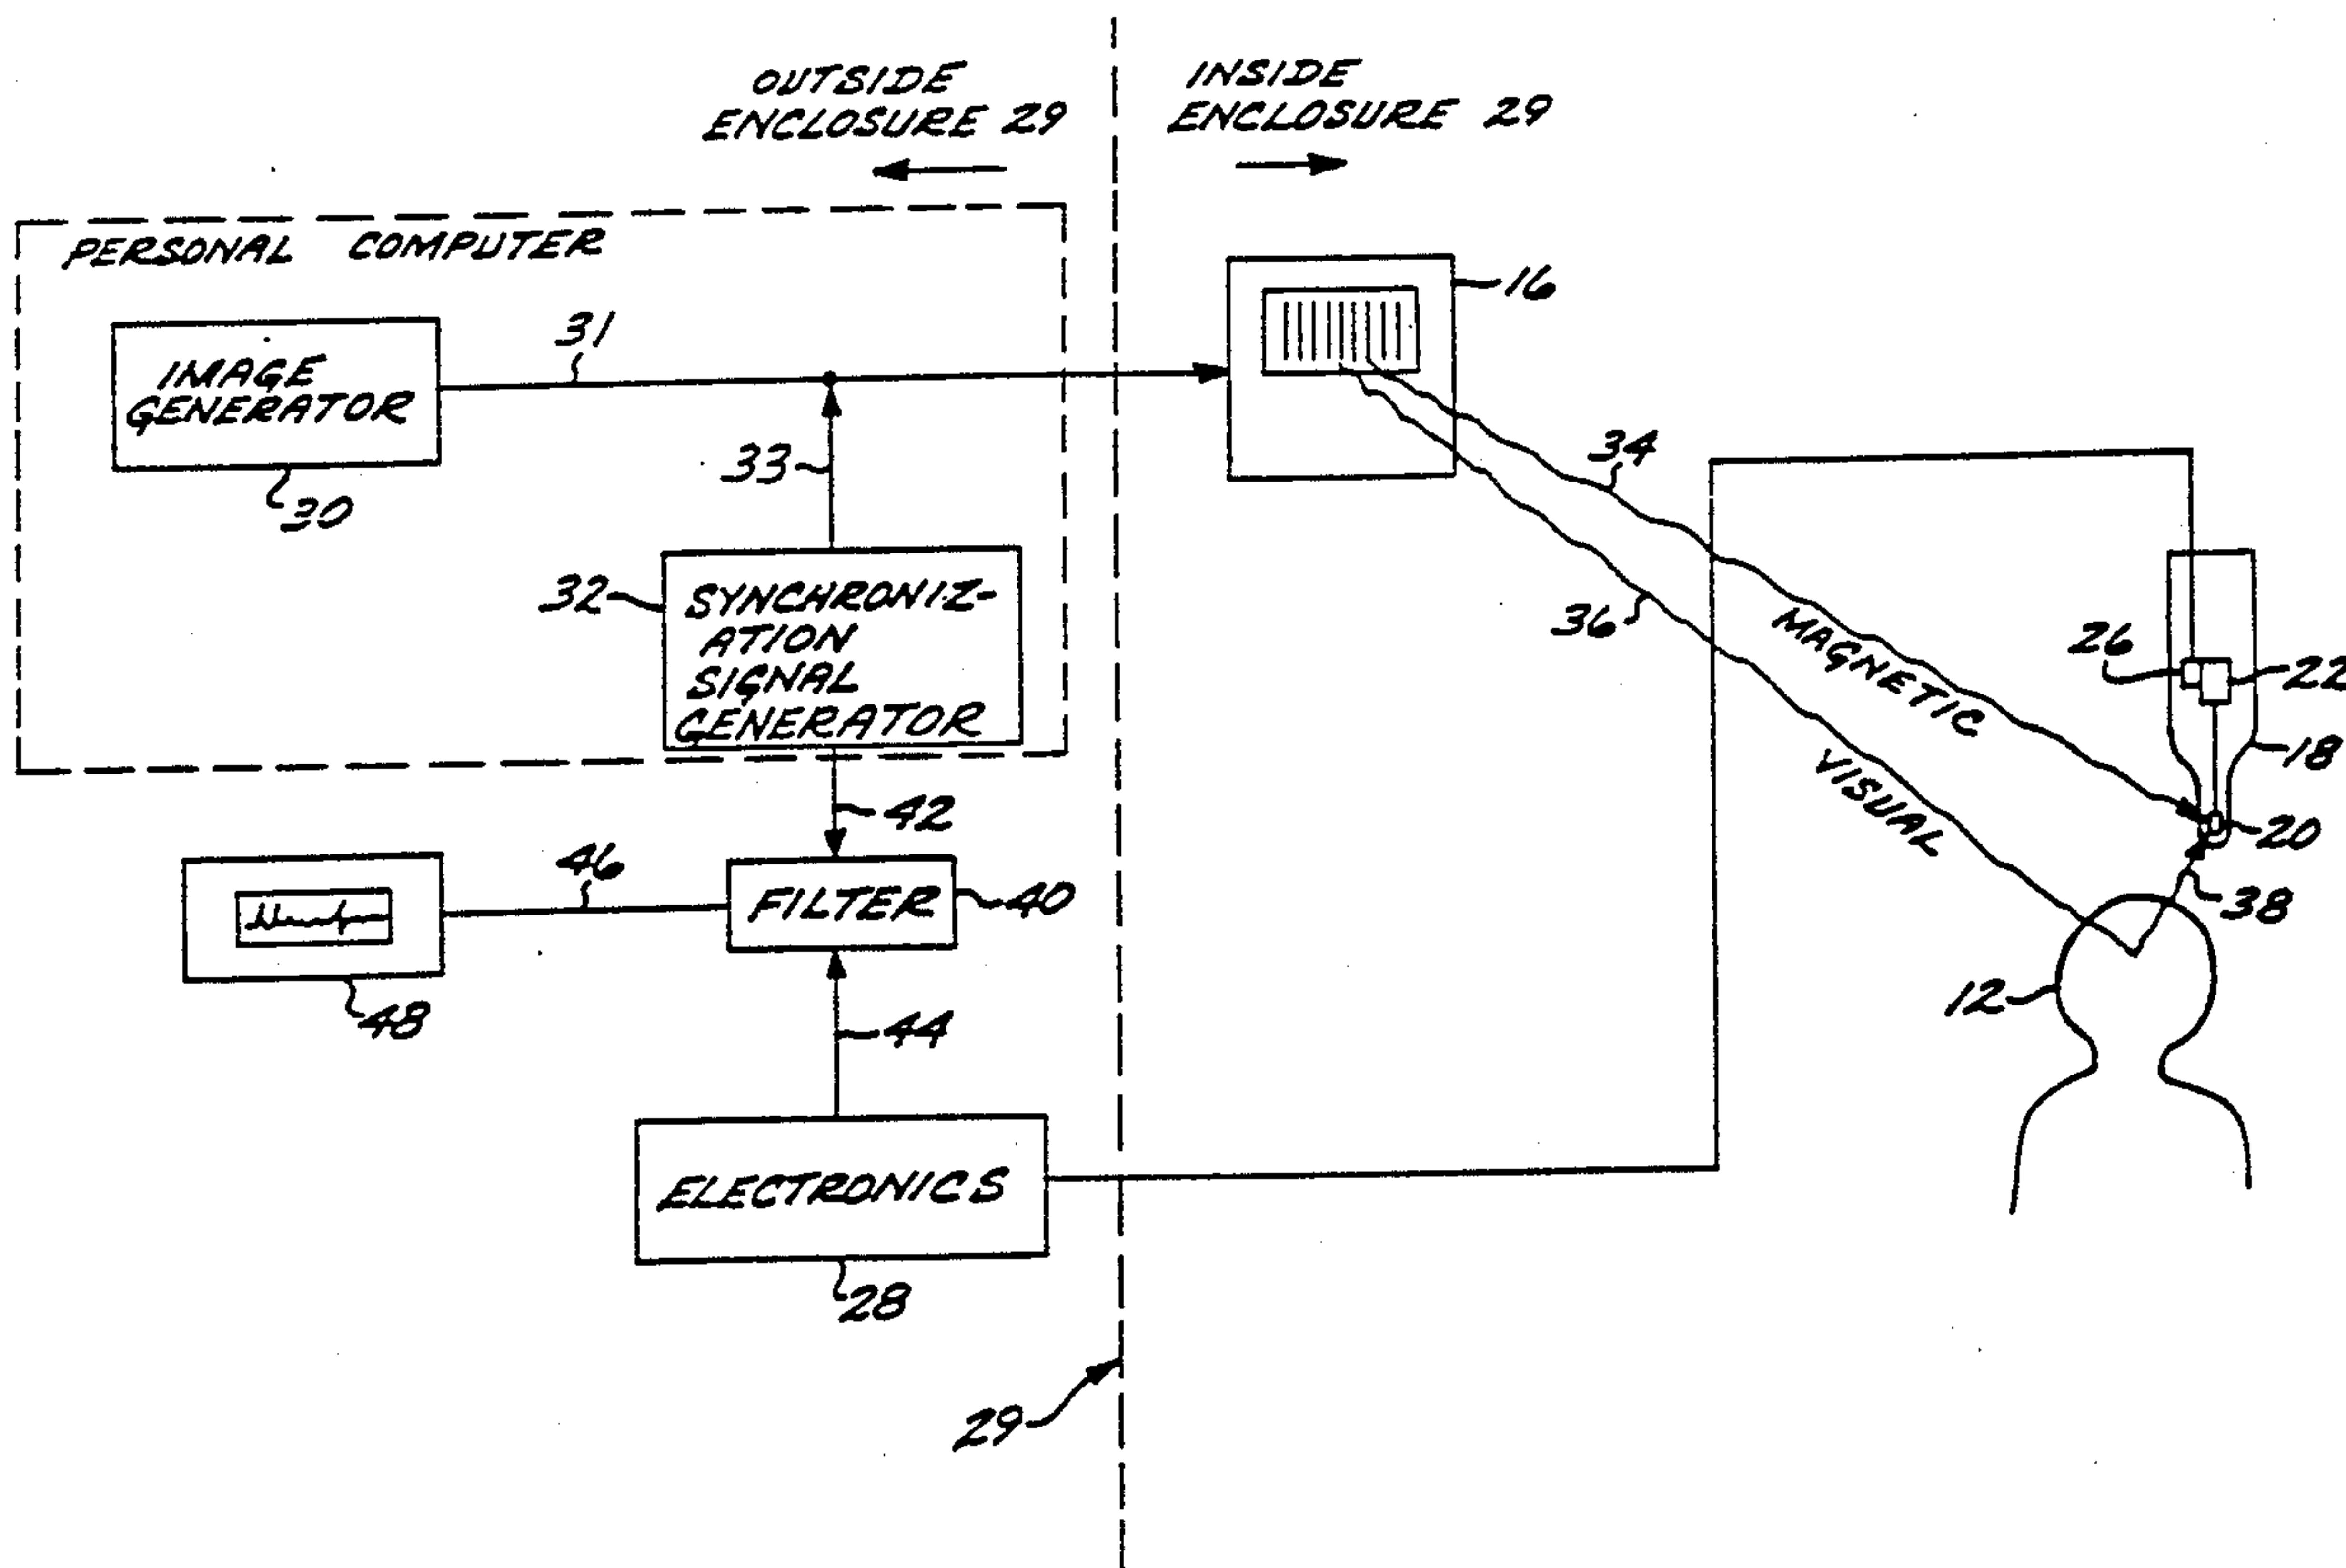 OUTSIDE
ENCLOSURE 29
INSIDE
ENCLOSURE 29
PERSONAL COMPUTER
IMAGE
GENERATOR
30
31
33
32
SYNCHRONIZ-
ATION
SIGNAL
GENERATOR
42
46
FILTER
40
48
44
ELECTRONICS
28
29
16
34
36
MAGNETIC
VISUAL
26
22
18
20
38
12